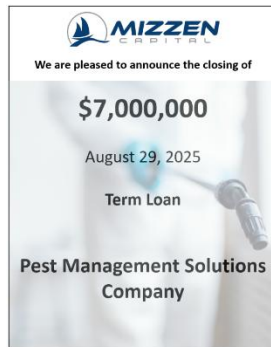 MIZZEN
CAPITAL
We are pleased to announce the closing of
$7,000,000
August 29, 2025
Term Loan
Pest Management Solutions
Company